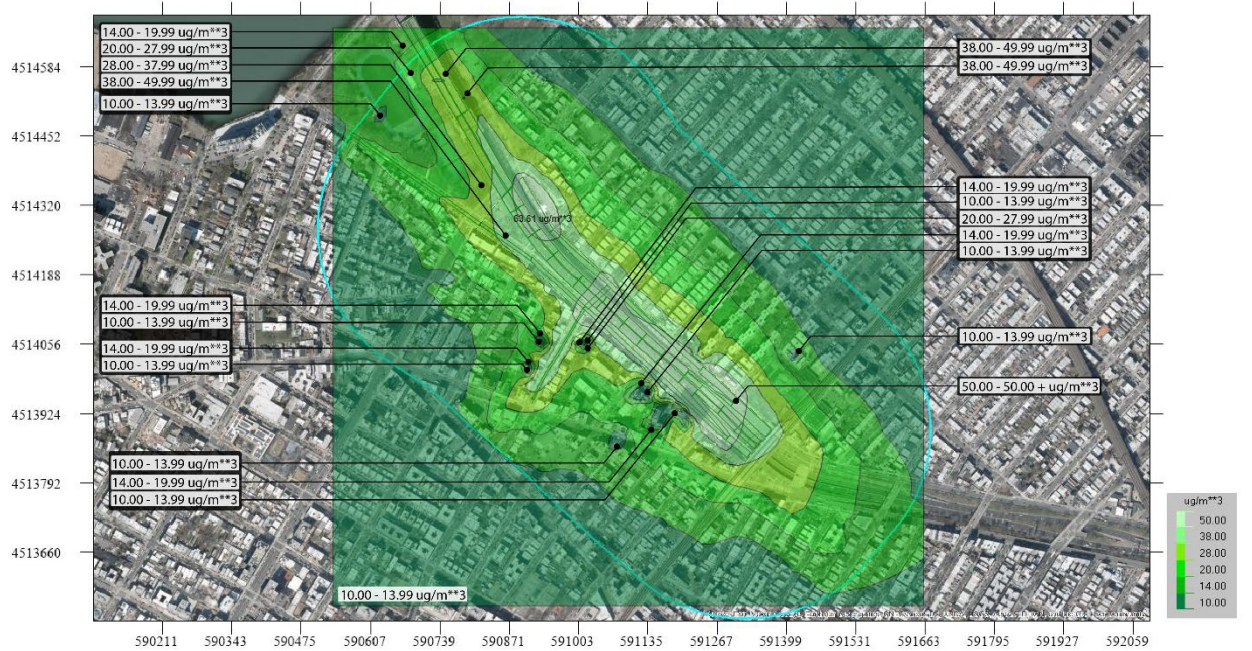 14.00 - 19.99 ug/m**3
20.00 - 27.99 ug/m**3
28.00 - 37.99 ug/m**3
38.00 - 49.99 ug/m**3
10.00 - 13.99 ug/m**3
38.00 - 49.99 ug/m**3
38.00 - 49.99 ug/m**3
4514584
4514452
4514320
4514188
4514056
4513924
4513792
4513660
63.61 ug/m**3
14.00 - 19.99 ug/m**3
10.00 - 13.99 ug/m**3
20.00 - 27.99 ug/m**3
14.00 - 19.99 ug/m**3
10.00 - 13.99 ug/m**3
14.00 - 19.99 ug/m**3
10.00 - 13.99 ug/m**3
14.00 - 19.99 ug/m**3
10.00 - 13.99 ug/m**3
10.00 - 13.99 ug/m**3
50.00 - 50.00 + ug/m**3
10.00 - 13.99 ug/m**3
14.00 - 19.99 ug/m**3
10.00 - 13.99 ug/m**3
10.00 - 13.99 ug/m**3
ug/m**3
50.00
38.00
28.00
20.00
14.00
10.00
590211
590343
590475
590607
590739
590871
591003
591135
591267
591399
591531
591663
591795
591927
592059